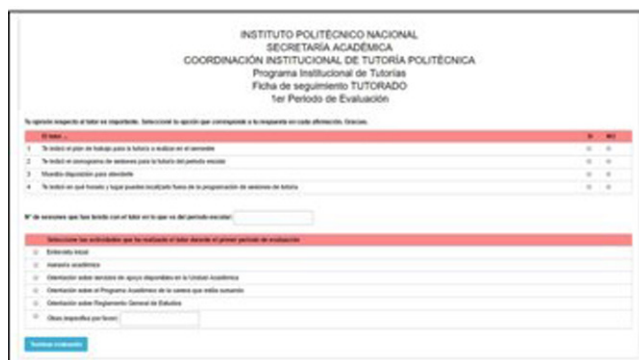 INSTITUTO POLITÉCNICO NACIONAL
SECRETARÍA ACADÉMICA
COORDINACIÓN INSTITUCIONAL DE TUTORÍA POLITÉCNICA
Programa Institucional de Tutorías
Ficha de seguimiento TUTORADO
1er Periodo de Evaluación
Tu opinión respecto al tutor es importante. Selecciona la opción que corresponde a tu respuesta en cada afirmación. Gracias.
El tutor ... SI NO
1 Te indicó el plan de trabajo para la tutoría a realizar en el semestre
2 Te indicó el cronograma de sesiones para la tutoría del periodo escolar
3 Muestra disposición para atenderte
4 Te indicó en qué horario y lugar puedes localizarlo fuera de la programación de sesiones de tutoría
N° de sesiones que has tenido con el tutor en lo que va del periodo escolar:
Seleccione las actividades que ha realizado el tutor durante el primer periodo de evaluación
Entrevista inicial
Asesoría académica
Orientación sobre servicios de apoyo disponibles en la Unidad Académica
Orientación sobre el Programa Académico de la carrera que estás cursando
Orientación sobre Reglamento General de Estudios
Otras (especifica por favor)
Terminar evaluación